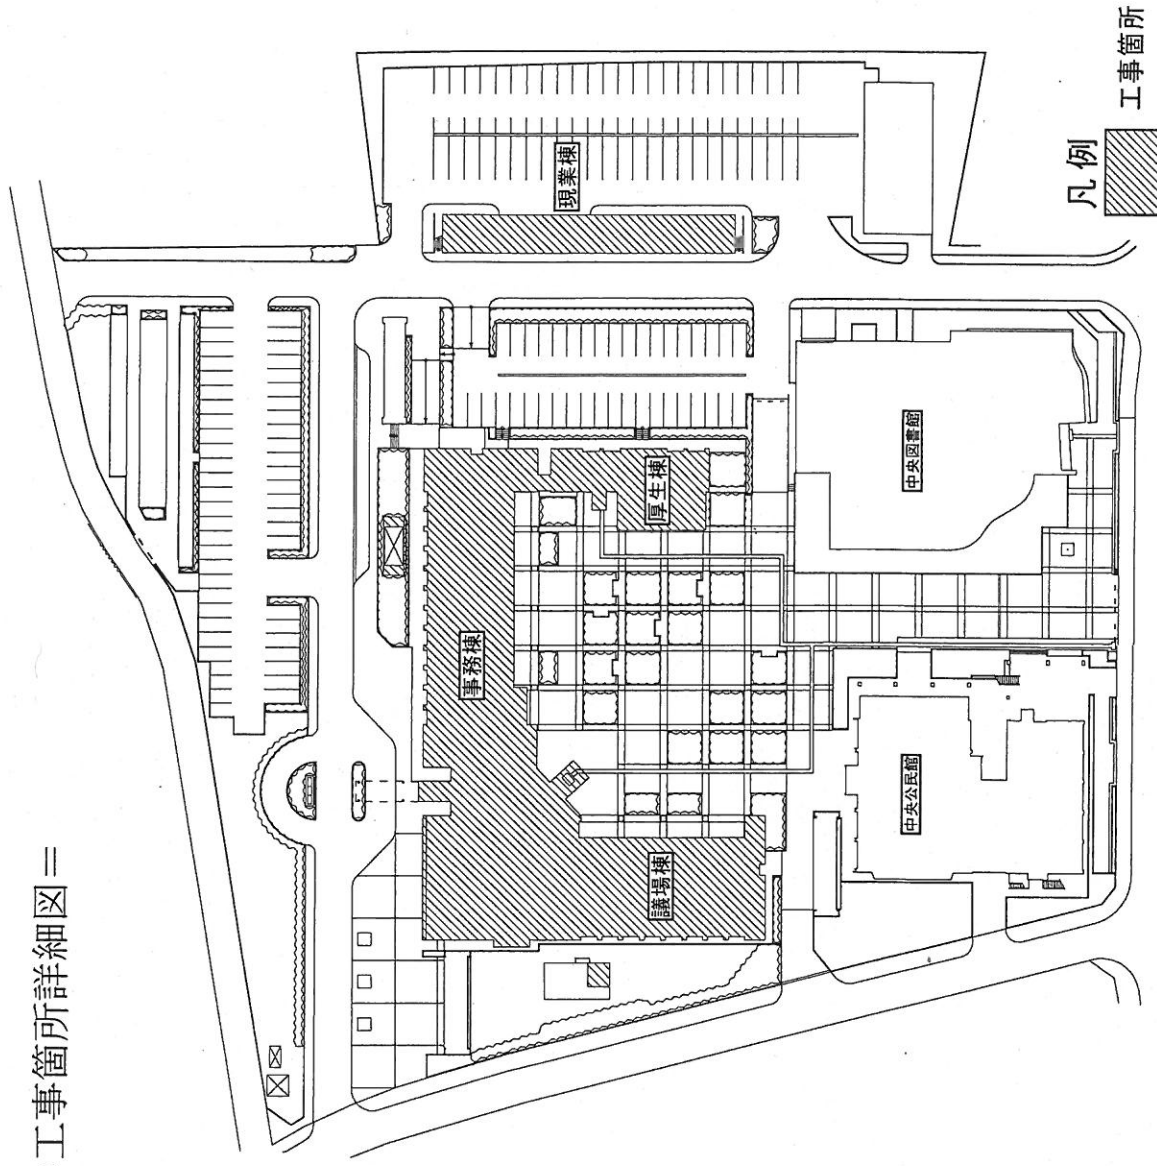 工事箇所詳細図=
現業棟
厚生棟
事務棟
議場棟
中央図書館
中央公民館
凡例
工事箇所